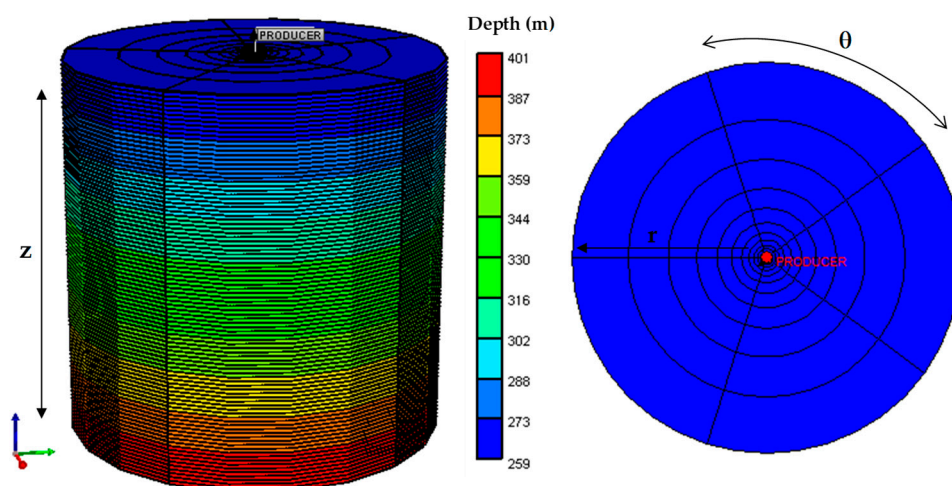 PRODUCER
z
Depth (m)
401
387
373
359
344
330
316
302
288
273
259
θ
r
PRODUCER